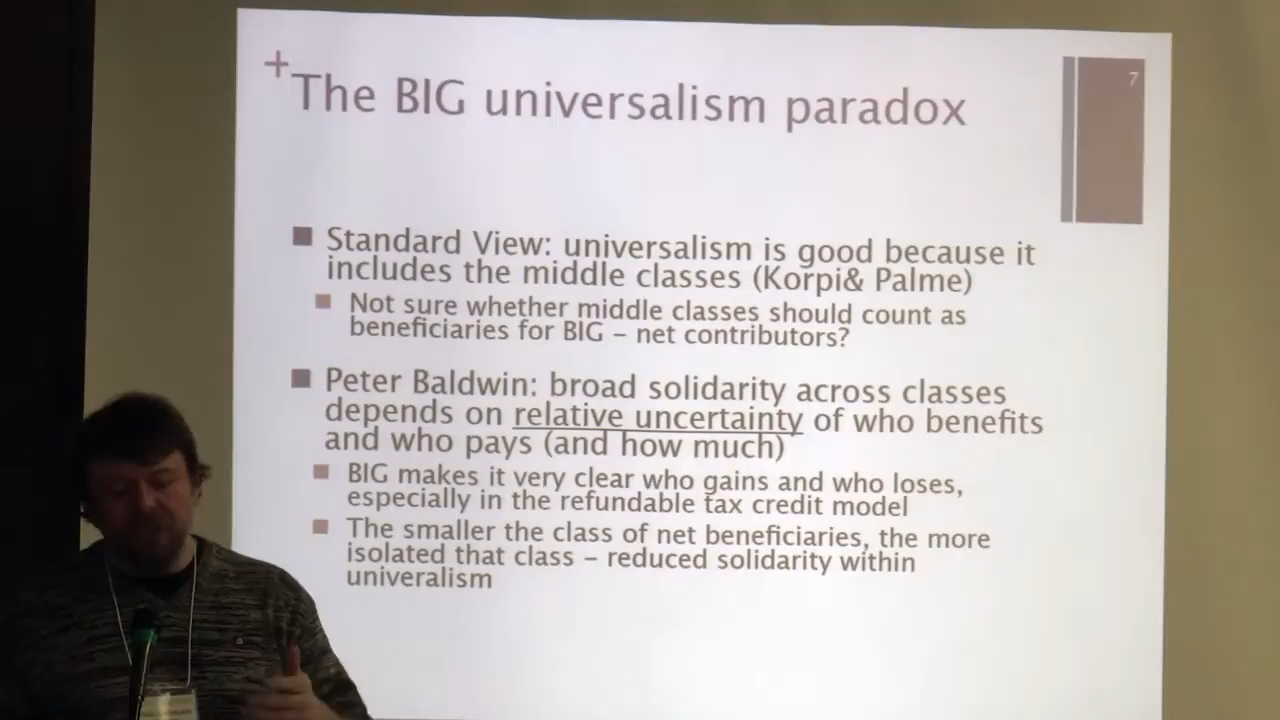 +
The BIG universalism paradox
7
■ Standard View: universalism is good because it
includes the middle classes (Korpi& Palme)
■ Not sure whether middle classes should count as
beneficiaries for BIG – net contributors?
■ Peter Baldwin: broad solidarity across classes
depends on relative uncertainty of who benefits
and who pays (and how much)
■ BIG makes it very clear who gains and who loses,
especially in the refundable tax credit model
■ The smaller the class of net beneficiaries, the more
isolated that class – reduced solidarity within
univeralism